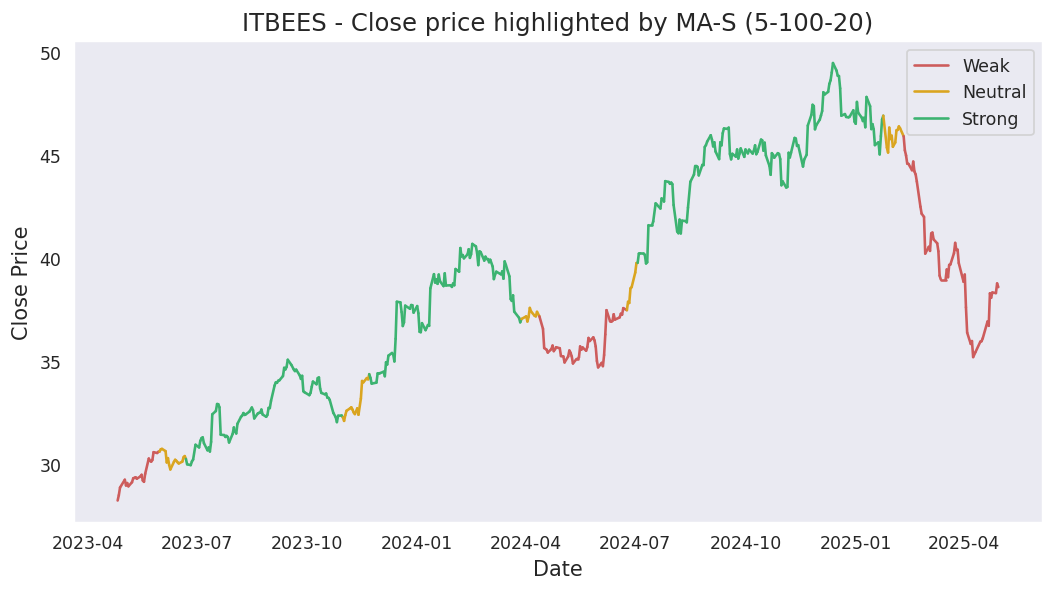 ITBEES - Close price highlighted by MA-S (5-100-20)
Weak
Neutral
Strong
Close Price
50
45
40
35
30
2023-04 2023-07 2023-10 2024-01 2024-04 2024-07 2024-10 2025-01 2025-04
Date